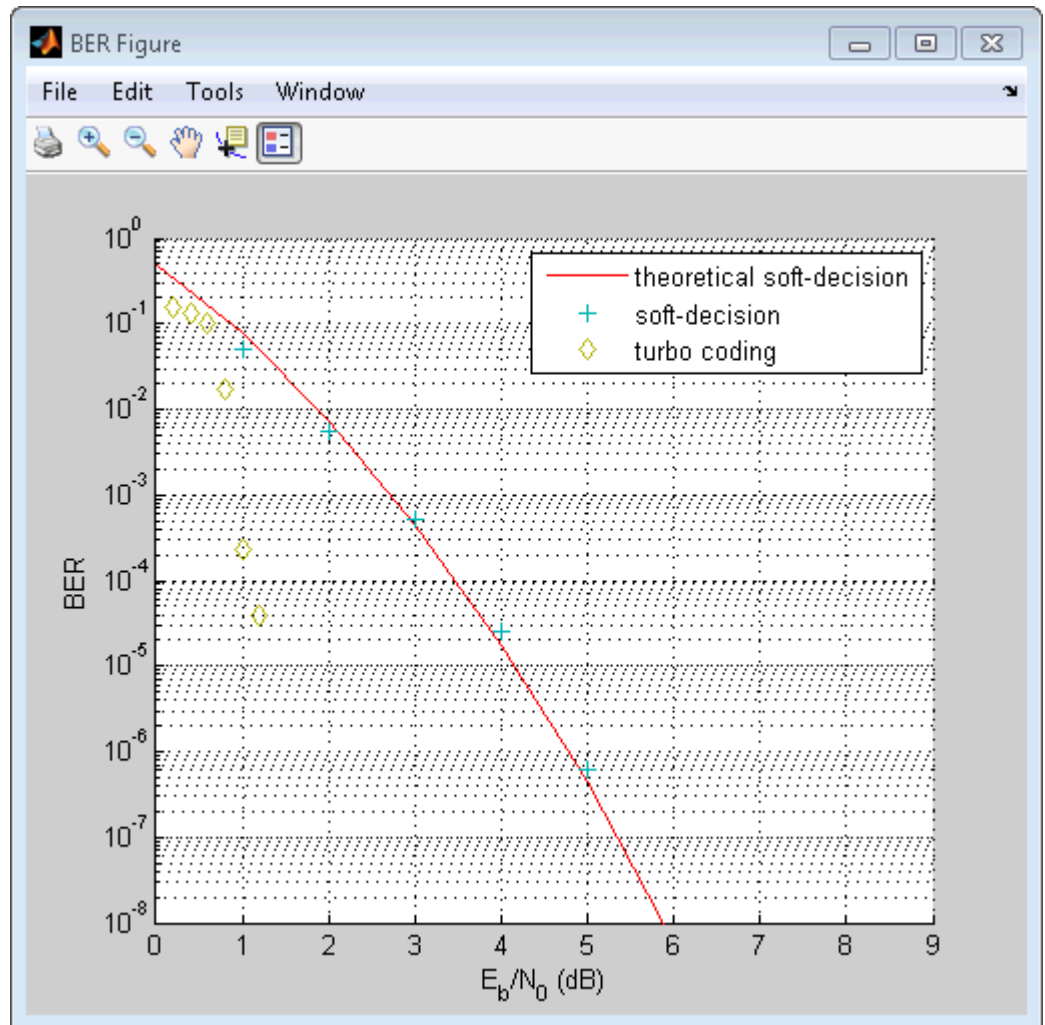 BER Figure
File Edit Tools Window
10^0
10^-1
10^-2
10^-3
10^-4
10^-5
10^-6
10^-7
10^-8
BER
theoretical soft-decision
soft-decision
turbo coding
0 1 2 3 4 5 6 7 8 9
E_b/N_0 (dB)